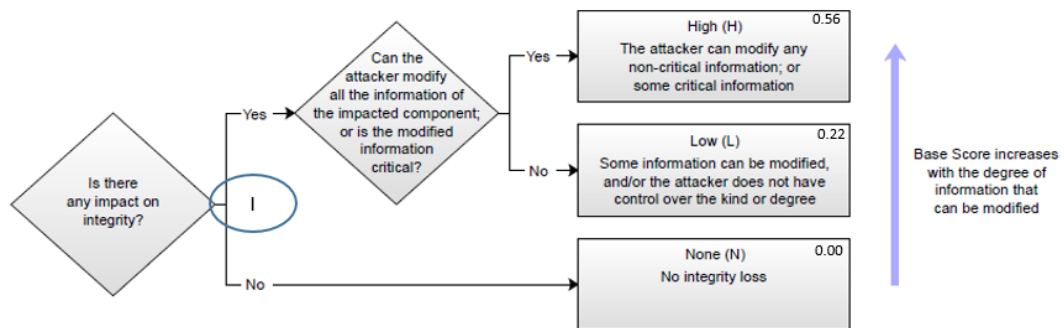 Is there
any impact on
integrity?
I
Yes
No
Can the
attacker modify
all the information of
the impacted component;
or is the modified
information
critical?
Yes
No
High (H)
0.56
The attacker can modify any
non-critical information; or
some critical information
Low (L)
0.22
Some information can be modified,
and/or the attacker does not have
control over the kind or degree
None (N)
0.00
No integrity loss
Base Score increases
with the degree of
information that
can be modified